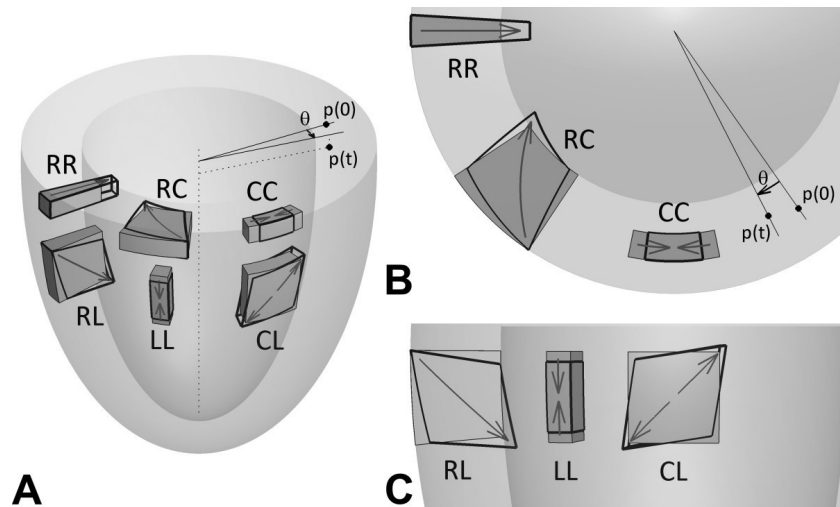 p(0)
θ
p(t)
RR
RC
CC
RL
LL
CL
A
RR
RC
θ
p(0)
CC
p(t)
B
RL
LL
CL
C